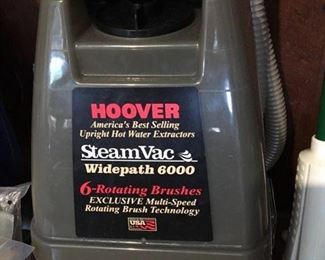 HOOVER
America's Best Selling
Upright Hot Water Extractors
SteamVac
Widepath 6000
6-Rotating Brushes
EXCLUSIVE Multi-Speed
Rotating Brush Technology
USA